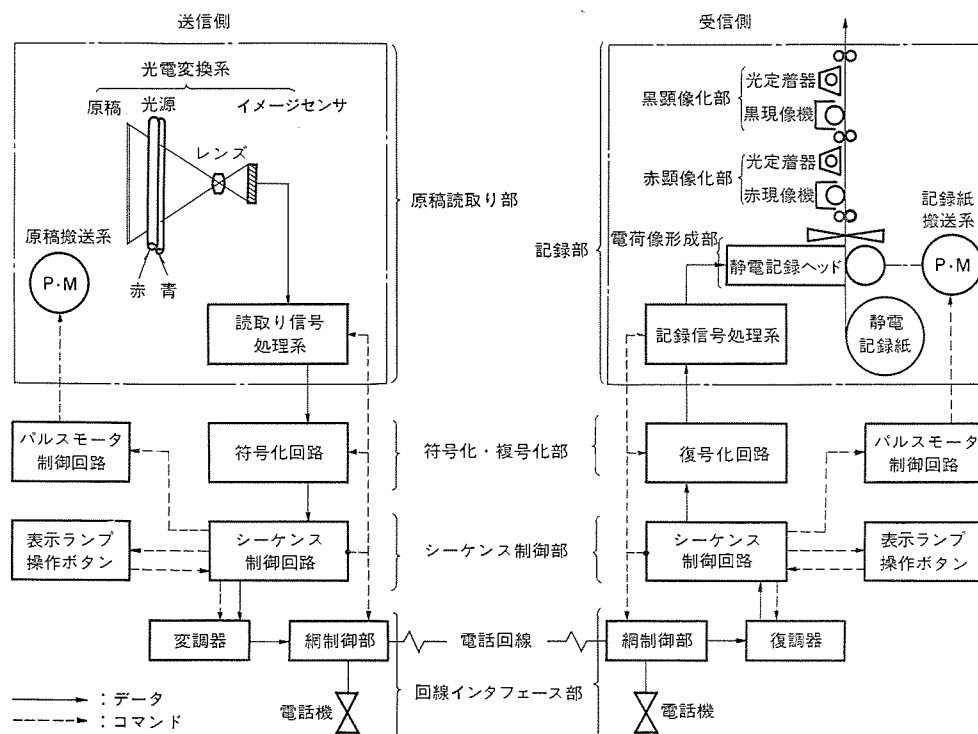 送信側
光電変換系
原稿
光源
イメージセンサ
レンズ
原稿搬送系
P・M
赤 青
読取り信号
処理系
原稿読取り部
パルスモータ
制御回路
符号化回路
符号化・複号化部
表示ランプ
操作ボタン
シーケンス
制御回路
シーケンス制御部
変調器
網制御部
電話回線
電話機
回線インタフェース部
―― :データ
---- :コマンド
受信側
記録部
黒顕像化部
光定着器
黒現像機
赤顕像化部
光定着器
赤現像機
電荷像形成部
静電記録ヘッド
記録紙
搬送系
P・M
静電
記録紙
記録信号処理系
復号化回路
パルスモータ
制御回路
シーケンス
制御回路
表示ランプ
操作ボタン
網制御部
復調器
電話機